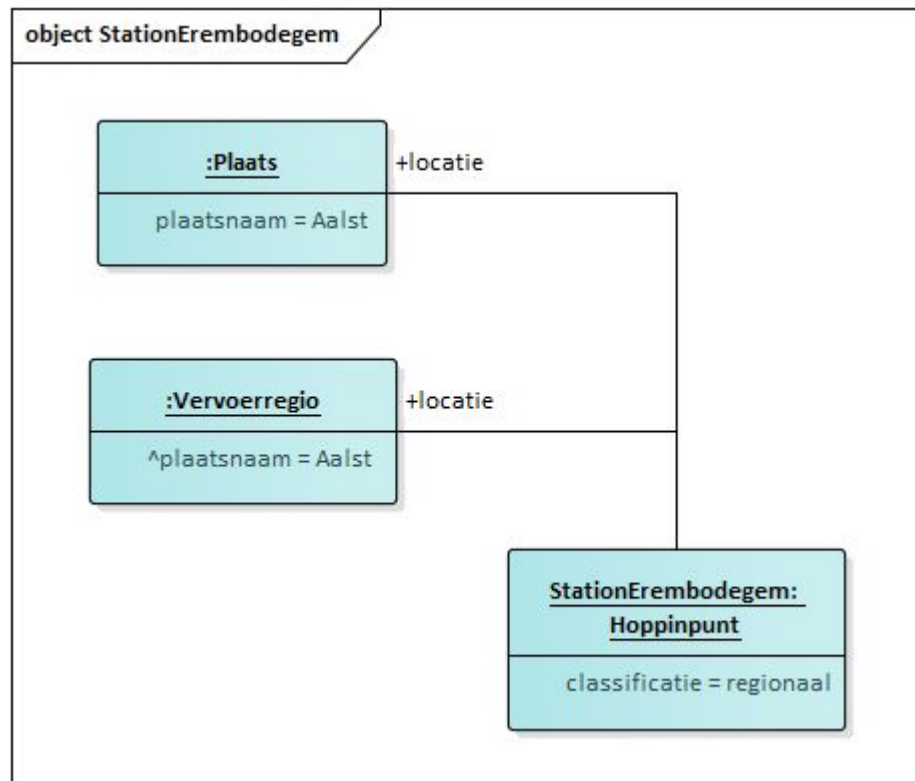 object StationErembodegem
:Plaats
+locatie
plaatsnaam = Aalst
:Vervoerregio
+locatie
^plaatsnaam = Aalst
StationErembodegem:
Hoppinpunt
classificatie = regionaal